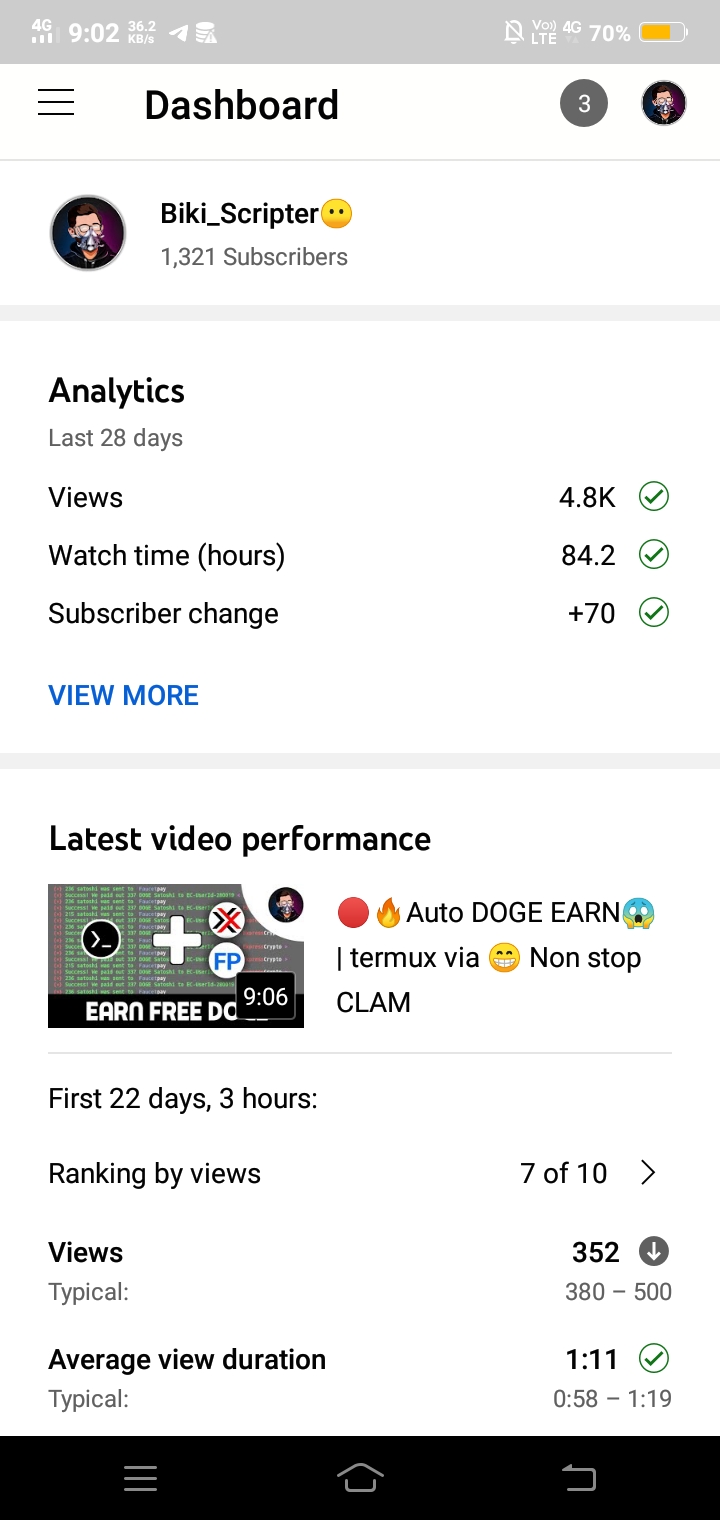 4G 9:02 36.2 KB/s Vo)) LTE 4G 70%
Dashboard 3
Biki_Scripter😶
1,321 Subscribers
Analytics
Last 28 days
Views 4.8K
Watch time (hours) 84.2
Subscriber change +70
VIEW MORE
Latest video performance
FP
9:06
EARN FREE DO
🔴🔥Auto DOGE EARN😱
| termux via 😁 Non stop
CLAM
First 22 days, 3 hours:
Ranking by views 7 of 10
Views 352
Typical: 380 – 500
Average view duration 1:11
Typical: 0:58 – 1:19